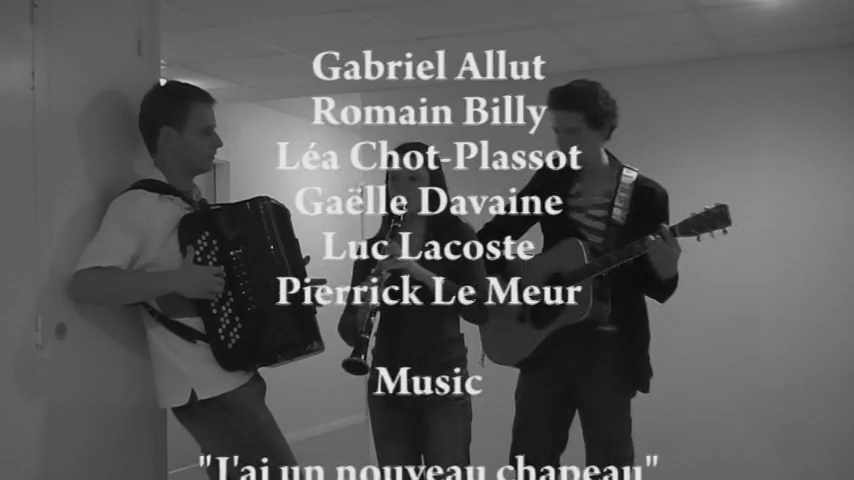 Gabriel Allut
Romain Billy
Léa Chot-Plassot
Gaëlle Davaine
Luc Lacoste
Pierrick Le Meur
Music
"J'ai un nouveau chapeau"